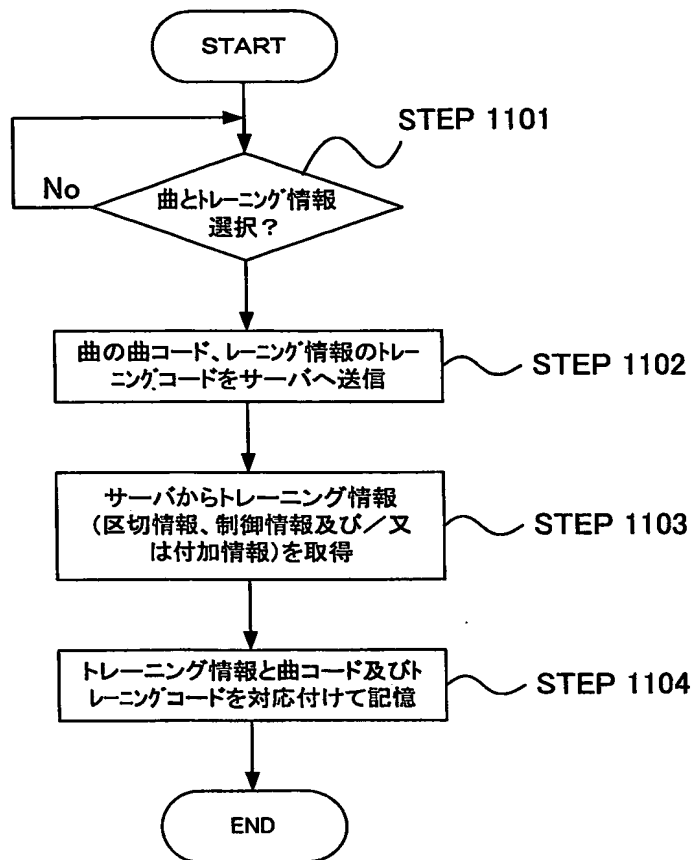 START
STEP 1101
No
曲とトレーニング情報
選択？
曲の曲コード、レーニング情報のトレー
ニングコードをサーバへ送信
STEP 1102
サーバからトレーニング情報
(区切情報、制御情報及び／又
は付加情報)を取得
STEP 1103
トレーニング情報と曲コード及びト
レーニングコードを対応付けて記憶
STEP 1104
END